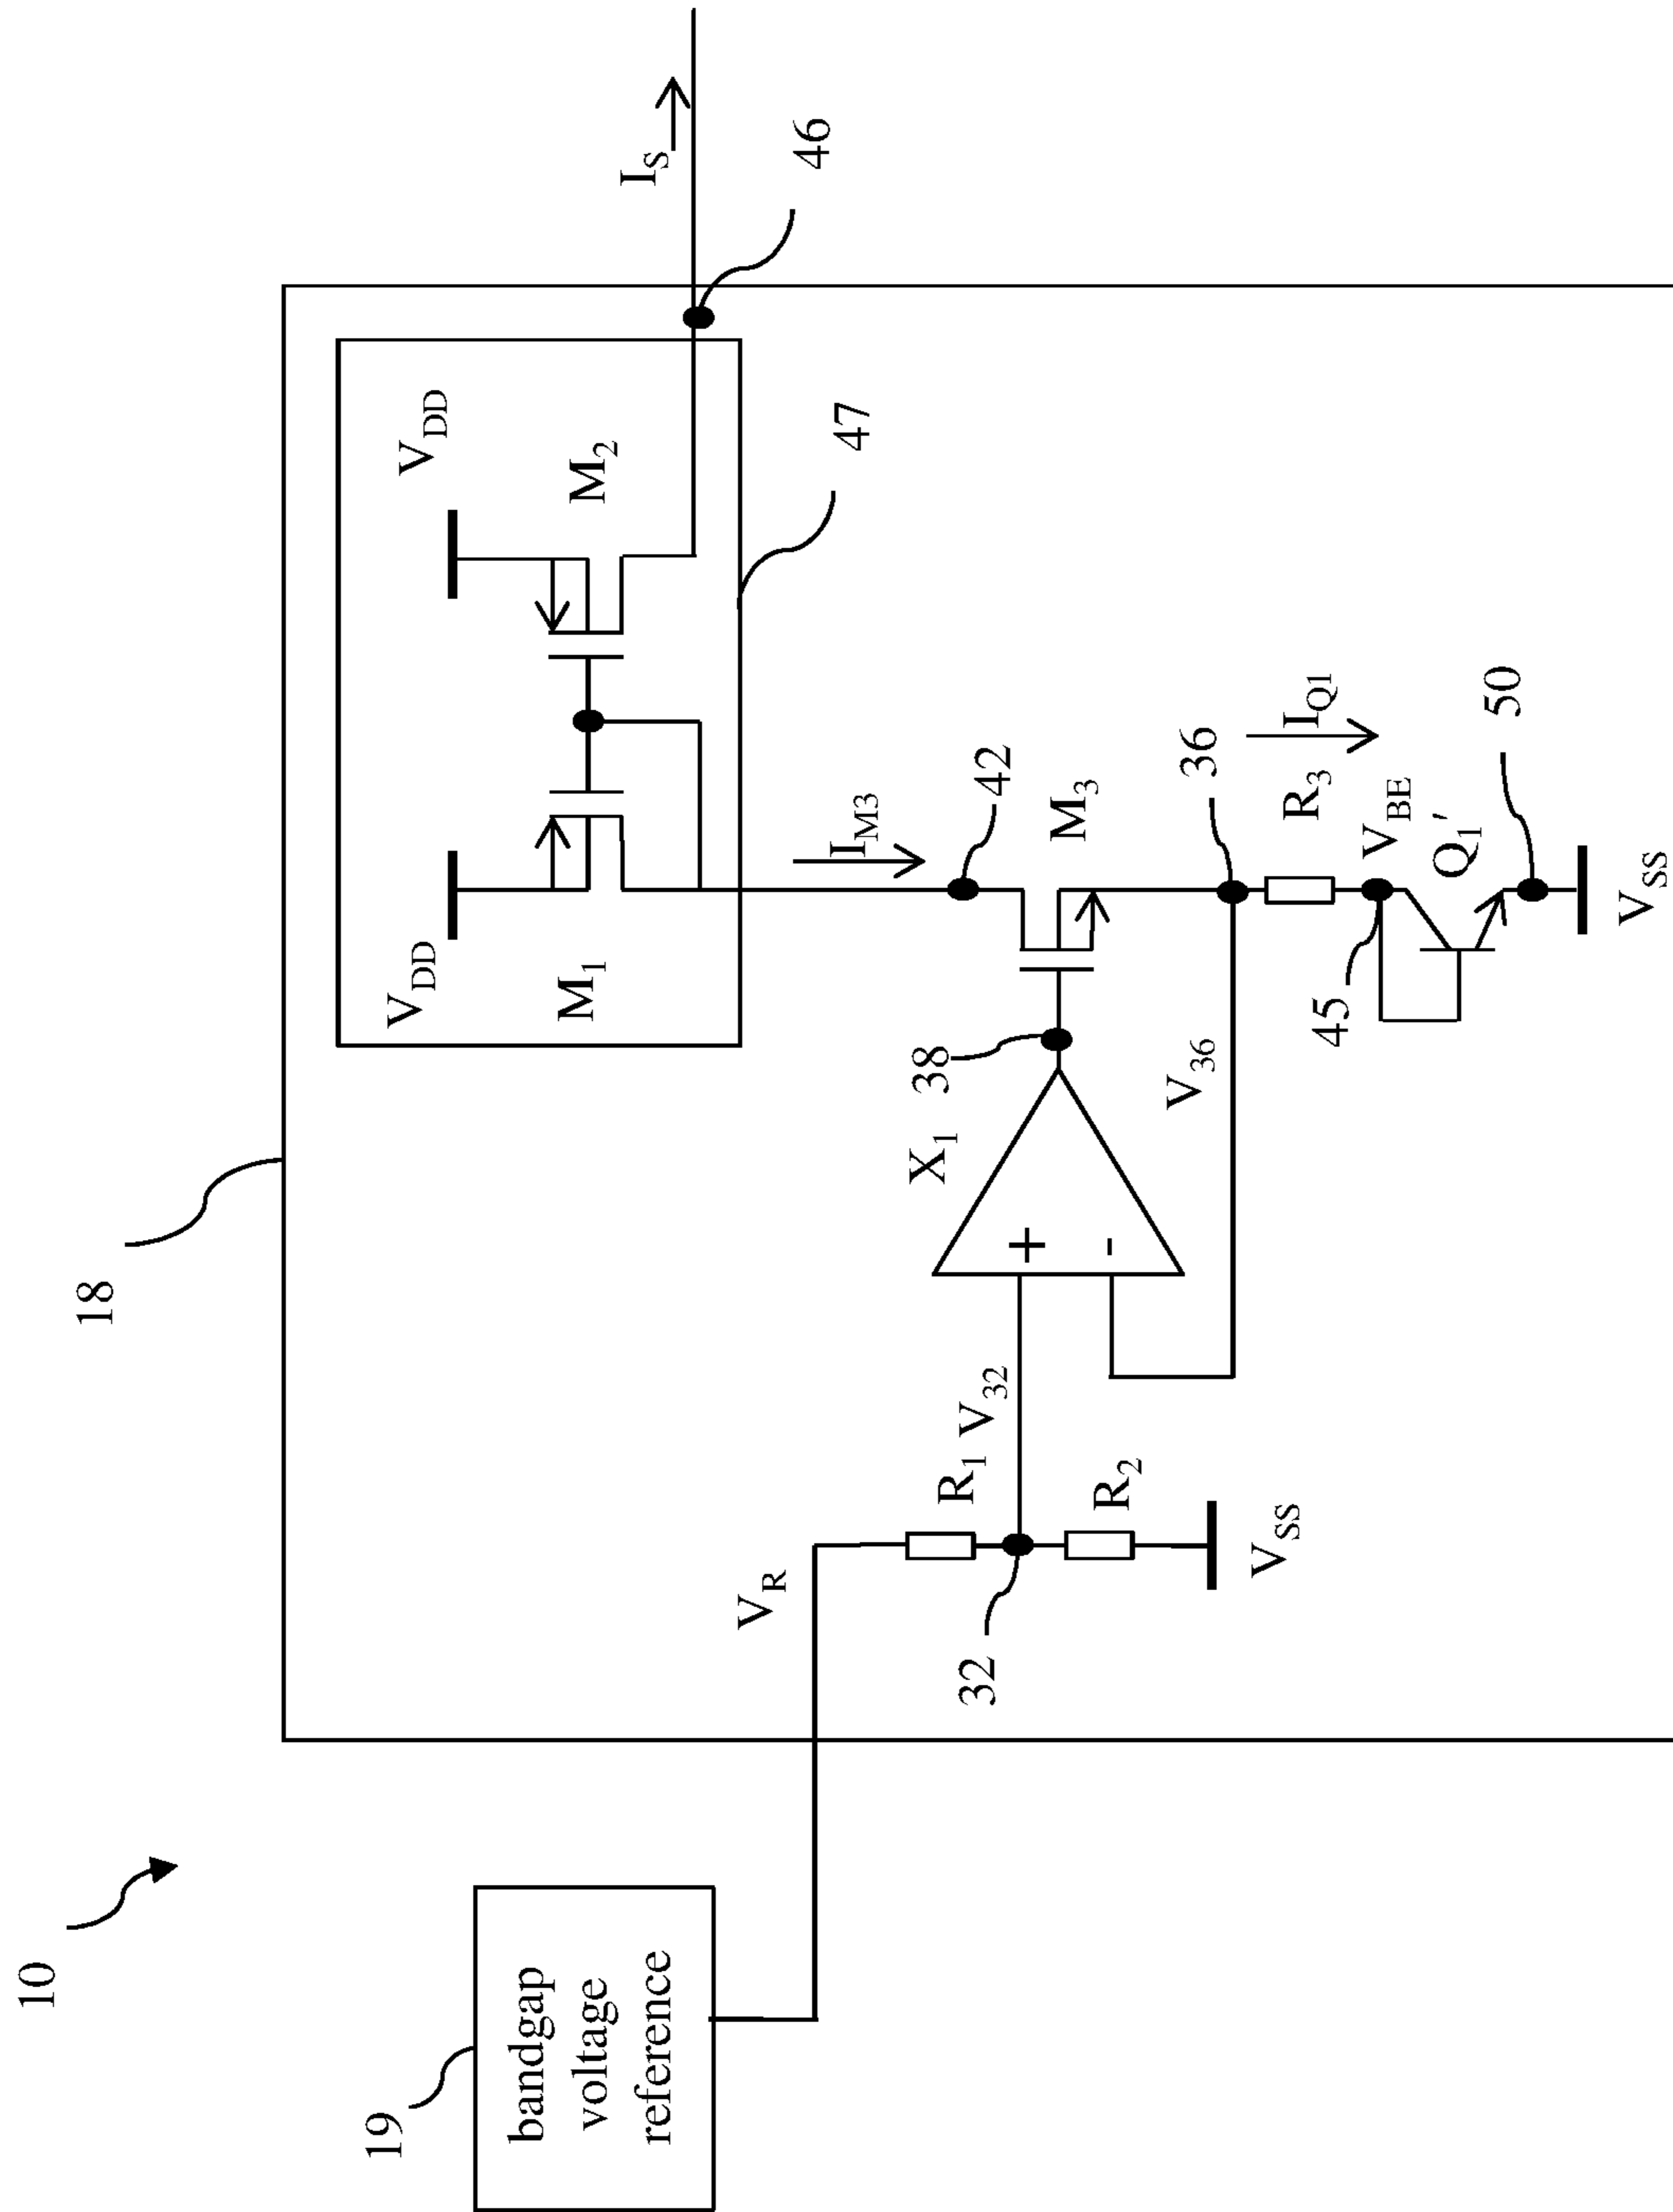 10
18
19
bandgap
voltage
reference
V_R
V_DD
V_DD
M_1
M_2
I_S
46
47
I_M3
42
X_1
38
M_3
+
-
R_1
V_32
32
R_2
V_SS
V_36
36
R_3
I_Q1
45
V_BE
Q_1'
50
V_SS